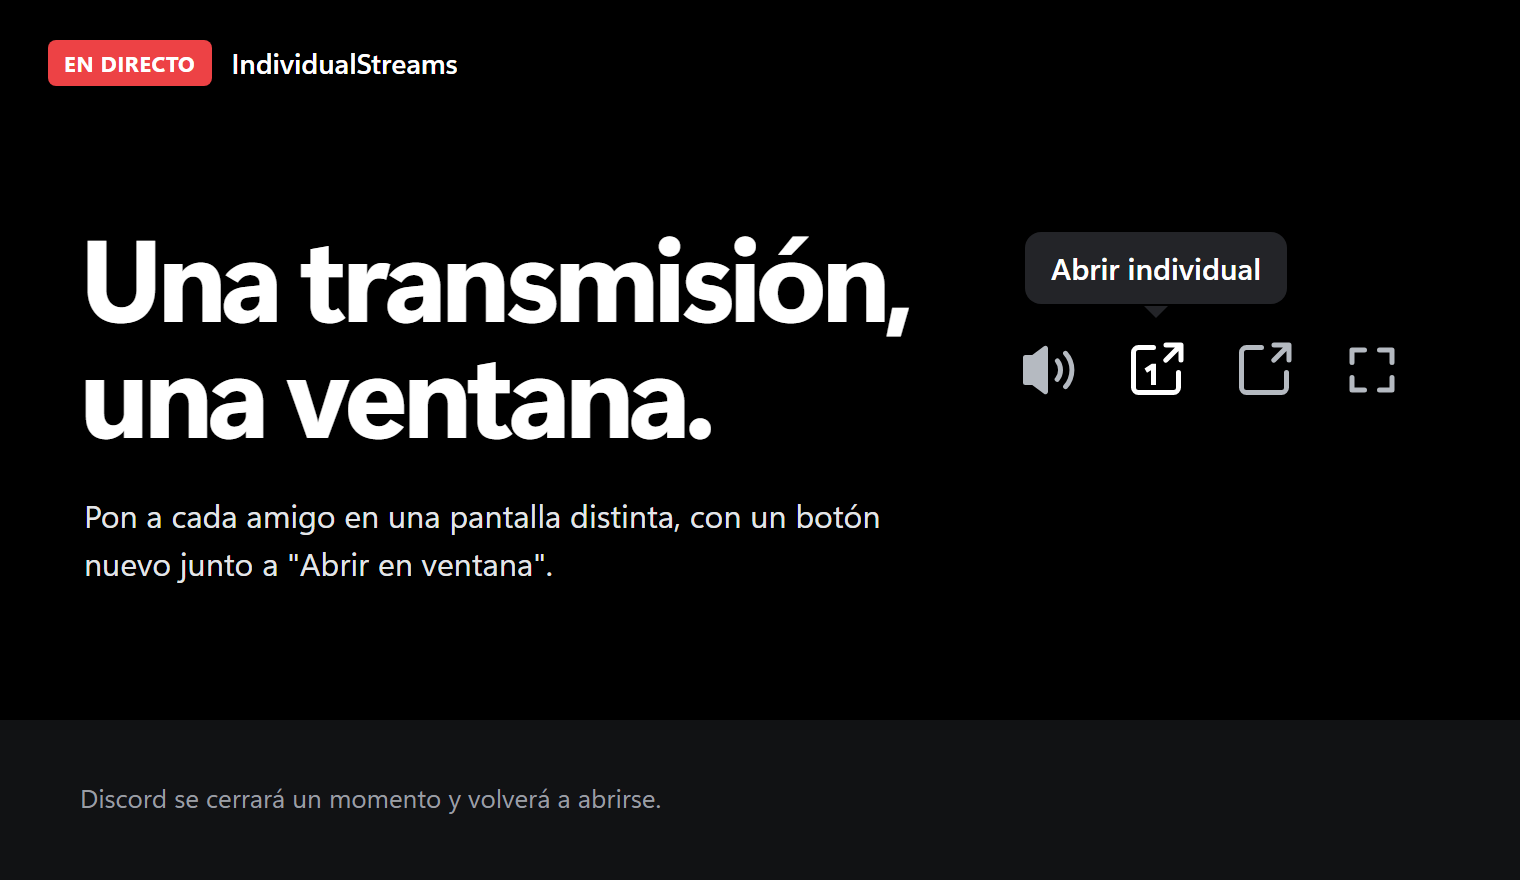 EN DIRECTO IndividualStreams
Una transmisión,
una ventana.
Abrir individual
1
Pon a cada amigo en una pantalla distinta, con un botón
nuevo junto a "Abrir en ventana".
Discord se cerrará un momento y volverá a abrirse.